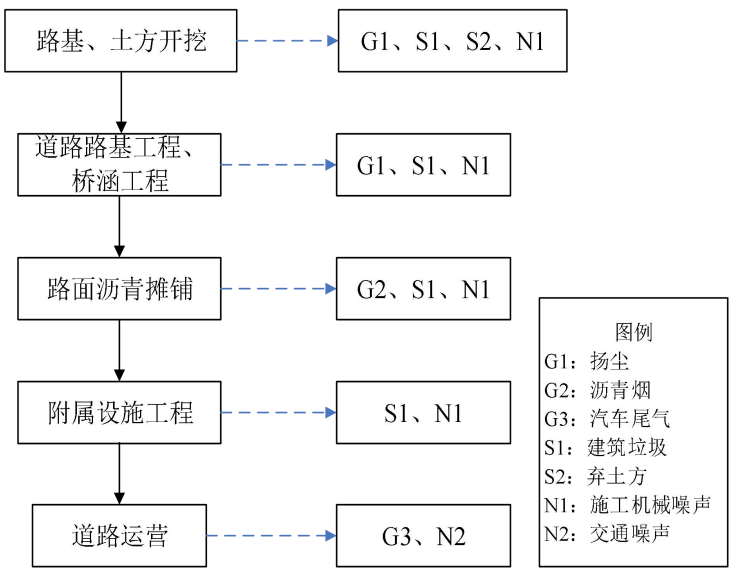 路基、土方开挖
G1、S1、S2、N1
道路路基工程、
桥涵工程
G1、S1、N1
路面沥青摊铺
G2、S1、N1
附属设施工程
S1、N1
道路运营
G3、N2
图例
G1：扬尘
G2：沥青烟
G3：汽车尾气
S1：建筑垃圾
S2：弃土方
N1：施工机械噪声
N2：交通噪声